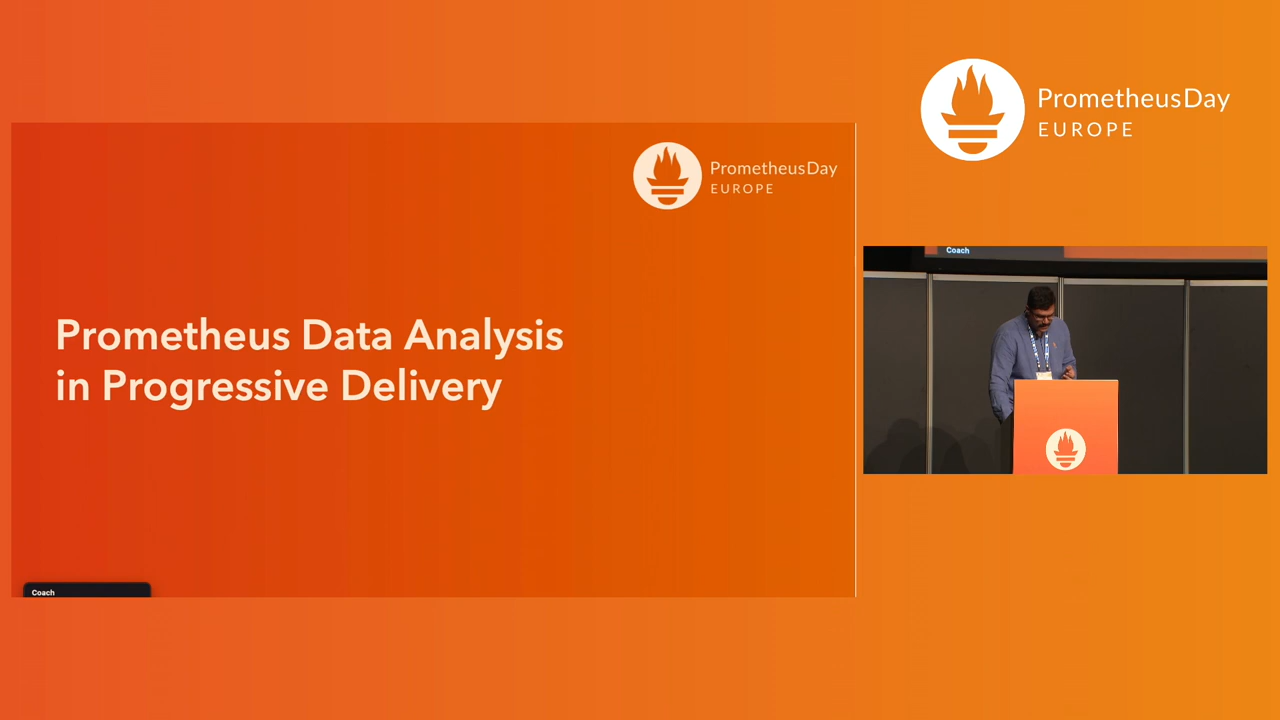 PrometheusDay
EUROPE
PrometheusDay
EUROPE
Prometheus Data Analysis
in Progressive Delivery
Coach
Coach